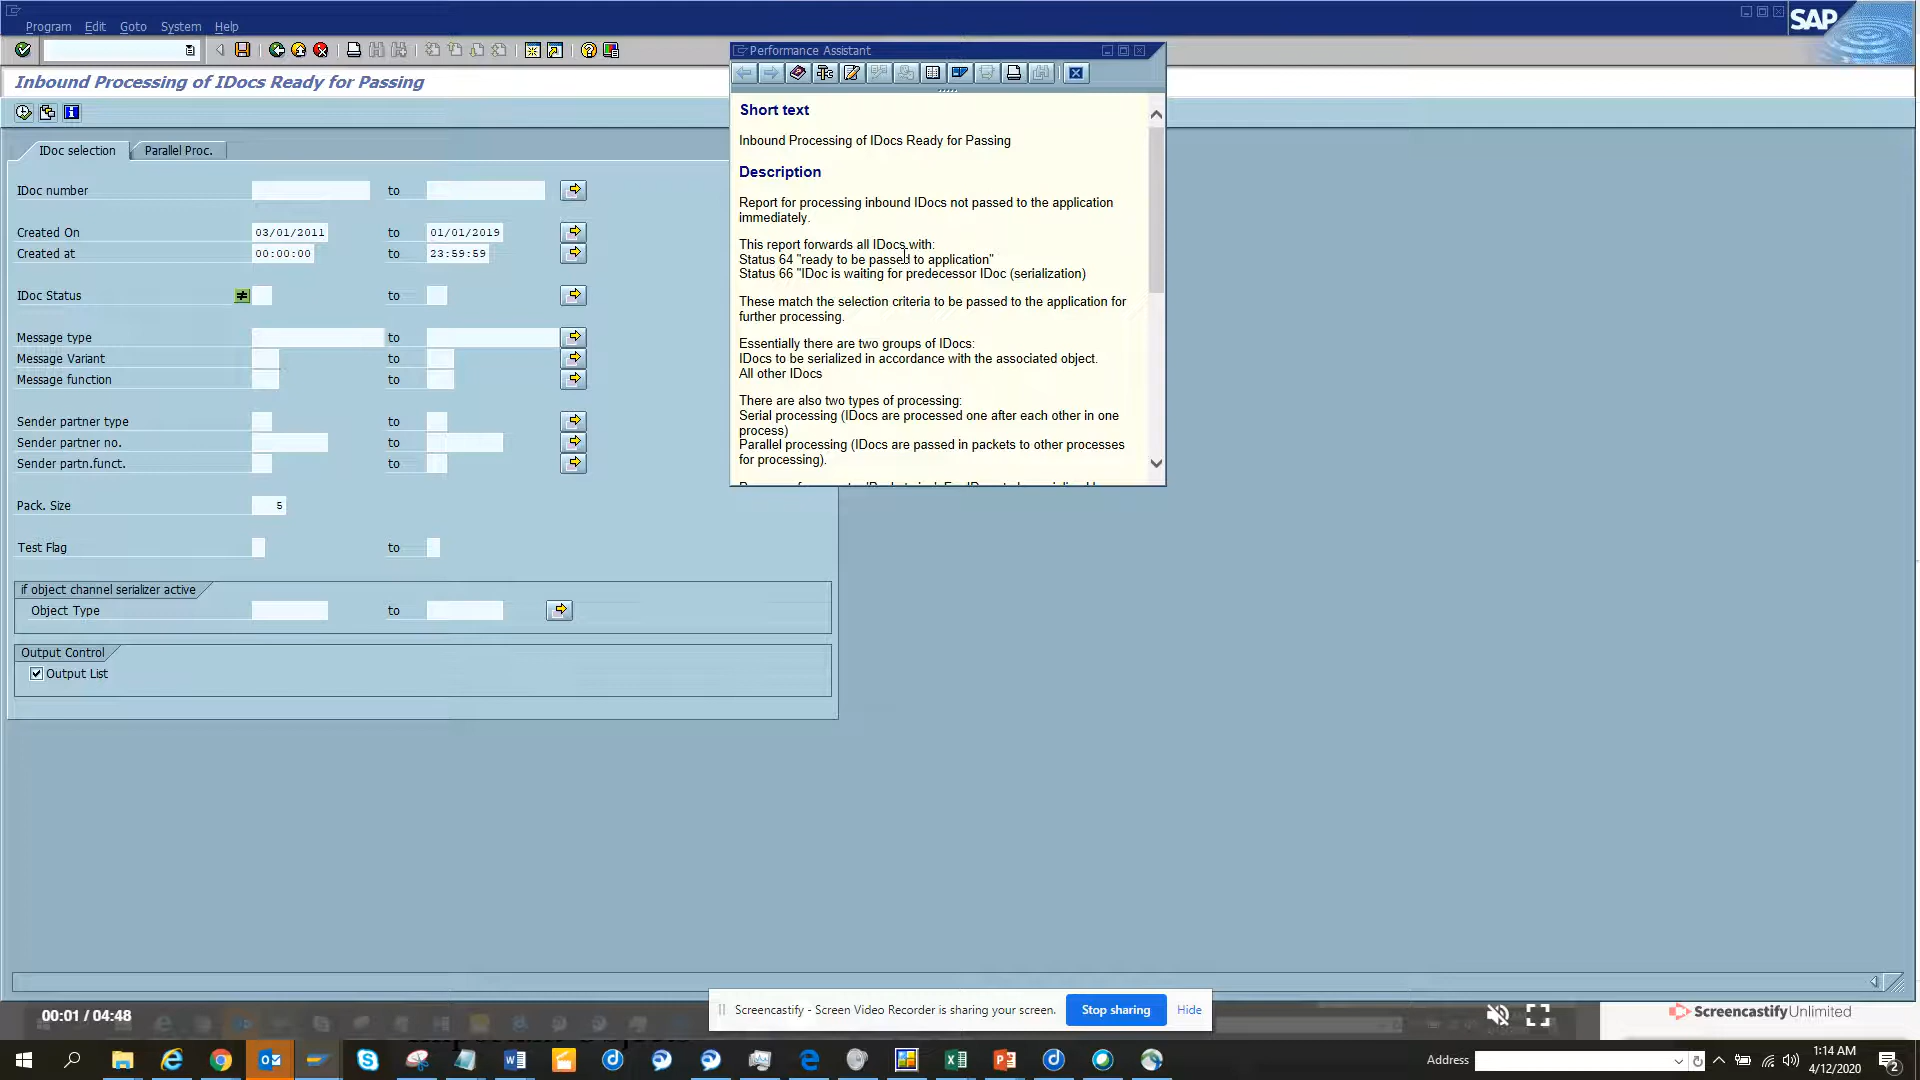 Program Edit Goto System Help
SAP
Inbound Processing of IDocs Ready for Passing
IDoc selection Parallel Proc.
IDoc number to
Created On 03/01/2011 to 01/01/2019
Created at 00:00:00 to 23:59:59
IDoc Status to
Message type to
Message Variant to
Message function to
Sender partner type to
Sender partner no. to
Sender partn.funct. to
Pack. Size 5
Test Flag to
if object channel serializer active
Object Type to
Output Control
Output List
Performance Assistant
Short text
Inbound Processing of IDocs Ready for Passing
Description
Report for processing inbound IDocs not passed to the application
immediately.
This report forwards all IDocs with:
Status 64 "ready to be passed to application"
Status 66 "IDoc is waiting for predecessor IDoc (serialization)
These match the selection criteria to be passed to the application for
further processing.
Essentially there are two groups of IDocs:
IDocs to be serialized in accordance with the associated object.
All other IDocs
There are also two types of processing:
Serial processing (IDocs are processed one after each other in one
process)
Parallel processing (IDocs are passed in packets to other processes
for processing).
00:01 / 04:48
Screencastify - Screen Video Recorder is sharing your screen. Stop sharing Hide
Screencastify Unlimited
Address
1:14 AM
4/12/2020
2